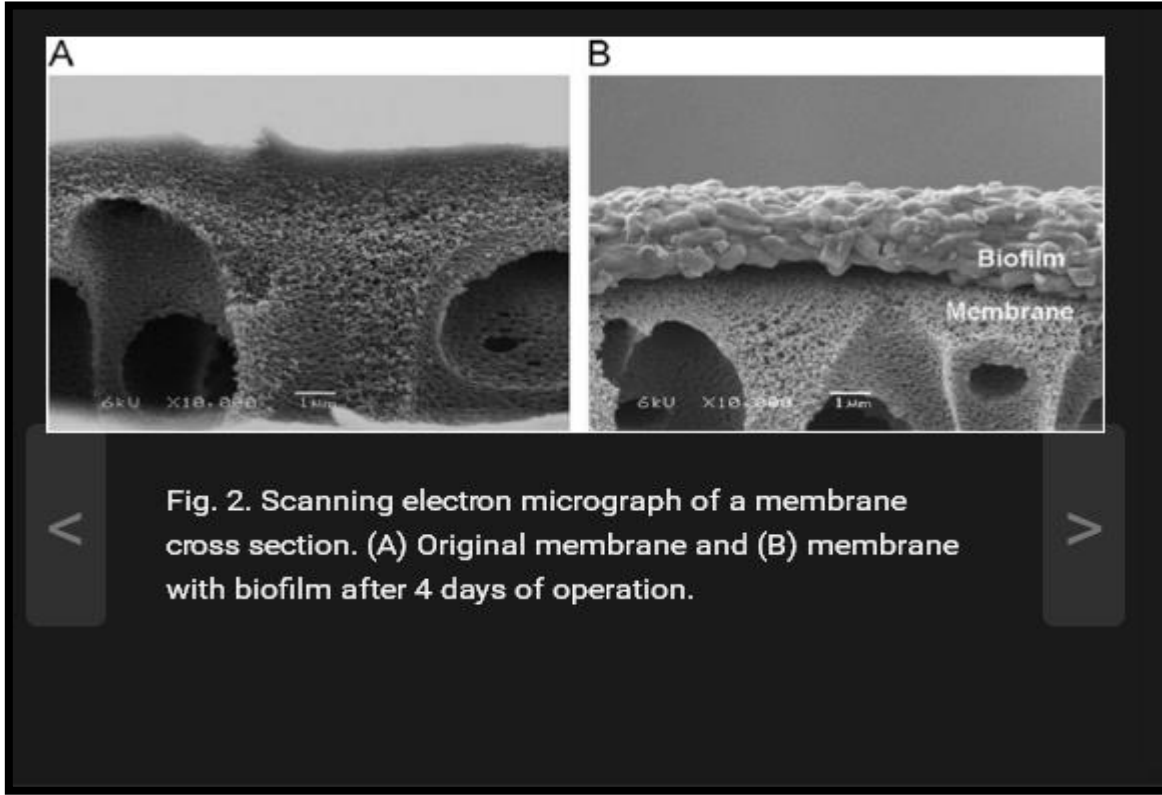 A
B
Biofilm
Membrane
6kU X10,000 1μm
6kU X10,000 1μm
<
>
Fig. 2. Scanning electron micrograph of a membrane
cross section. (A) Original membrane and (B) membrane
with biofilm after 4 days of operation.